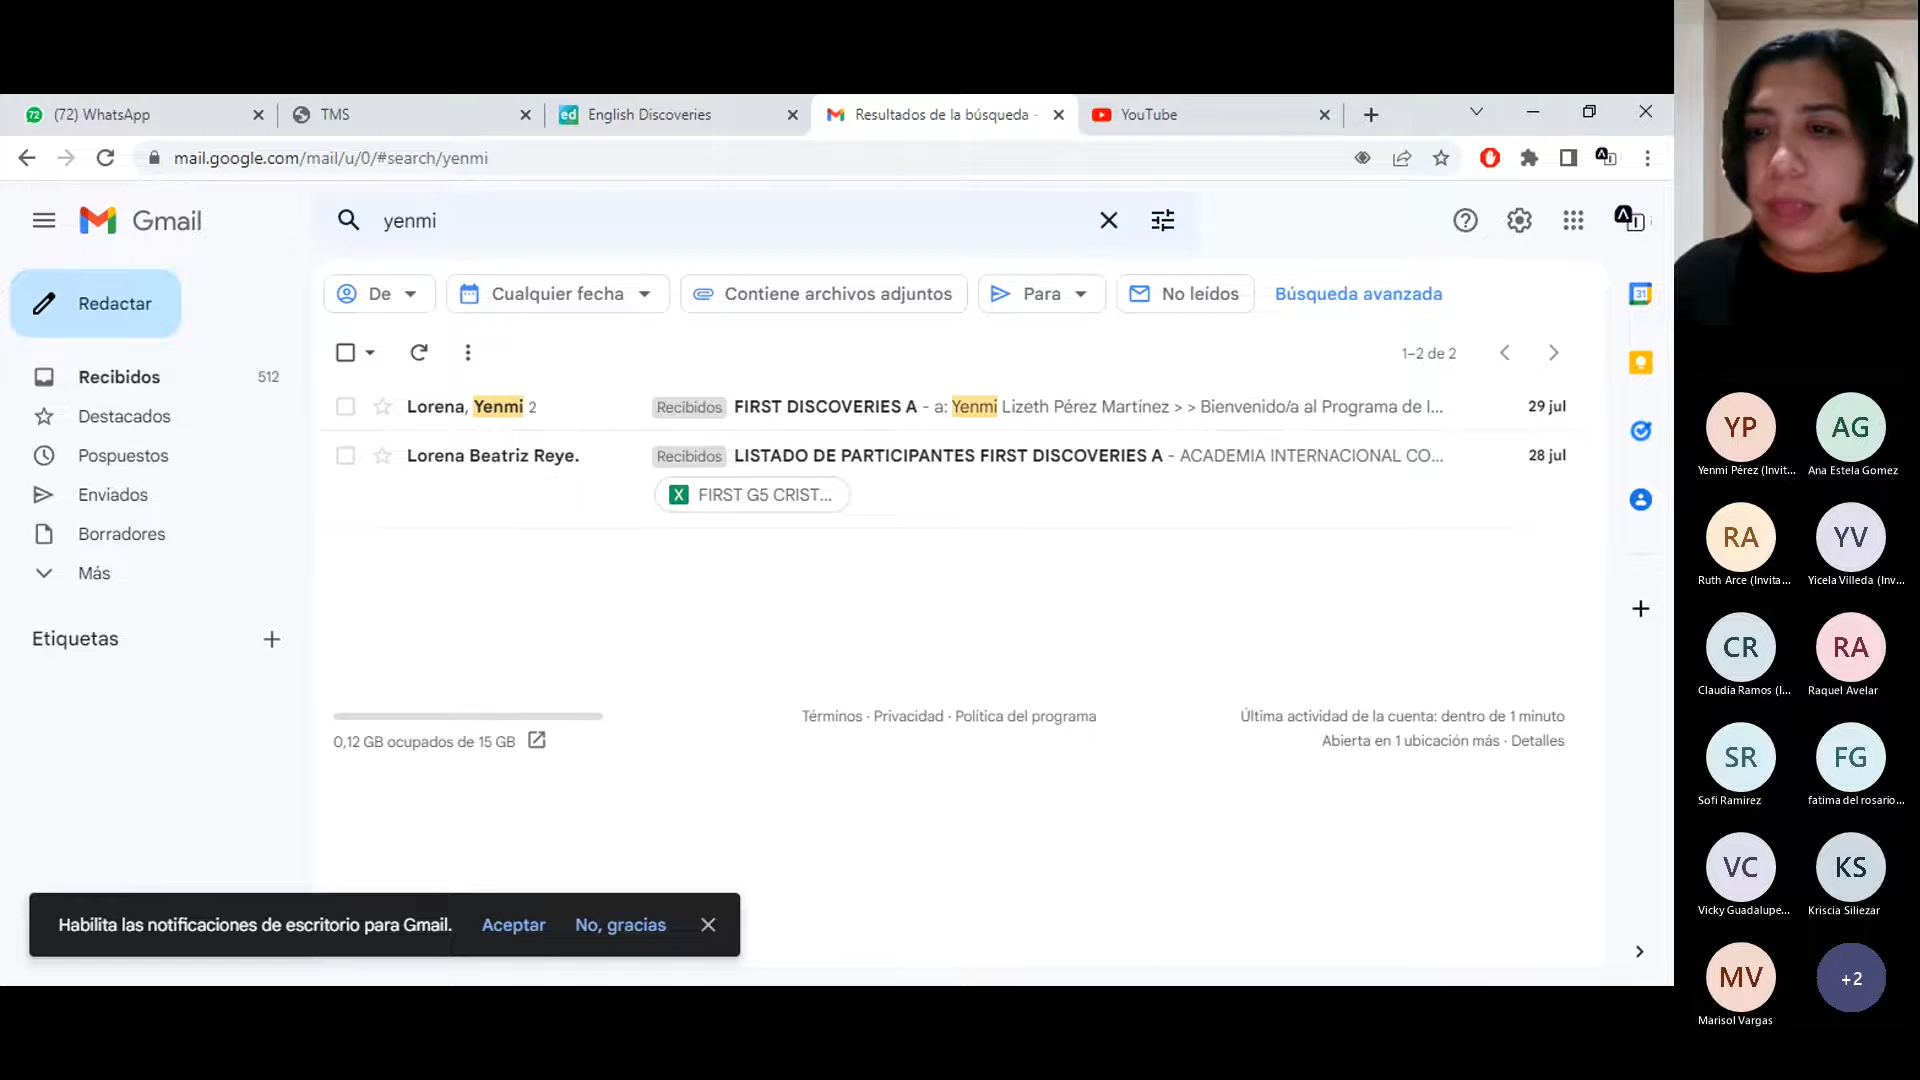 72
(72) WhatsApp
TMS
ed
English Discoveries
Resultados de la búsqueda -
YouTube
mail.google.com/mail/u/0/#search/yenmi
Gmail
yenmi
Redactar
De
Cualquier fecha
Contiene archivos adjuntos
Para
No leídos
Búsqueda avanzada
31
1–2 de 2
Recibidos
512
Destacados
Pospuestos
Enviados
Borradores
Más
Etiquetas
Lorena, Yenmi 2
Recibidos
FIRST DISCOVERIES A - a: Yenmi Lizeth Pérez Martínez > > Bienvenido/a al Programa de I...
29 jul
Lorena Beatriz Reye.
Recibidos
LISTADO DE PARTICIPANTES FIRST DISCOVERIES A - ACADEMIA INTERNACIONAL CO...
28 jul
X
FIRST G5 CRIST...
0,12 GB ocupados de 15 GB
Términos · Privacidad · Política del programa
Última actividad de la cuenta: dentro de 1 minuto
Abierta en 1 ubicación más · Detalles
Habilita las notificaciones de escritorio para Gmail.
Aceptar
No, gracias
YP
AG
Yenmi Pérez (Invit...
Ana Estela Gomez
RA
YV
Ruth Arce (Invita...
Yicela Villeda (Inv...
CR
RA
Claudia Ramos (I...
Raquel Avelar
SR
FG
Sofi Ramirez
fatima del rosario...
VC
KS
Vicky Guadalupe...
Kriscia Siliezar
MV
+2
Marisol Vargas